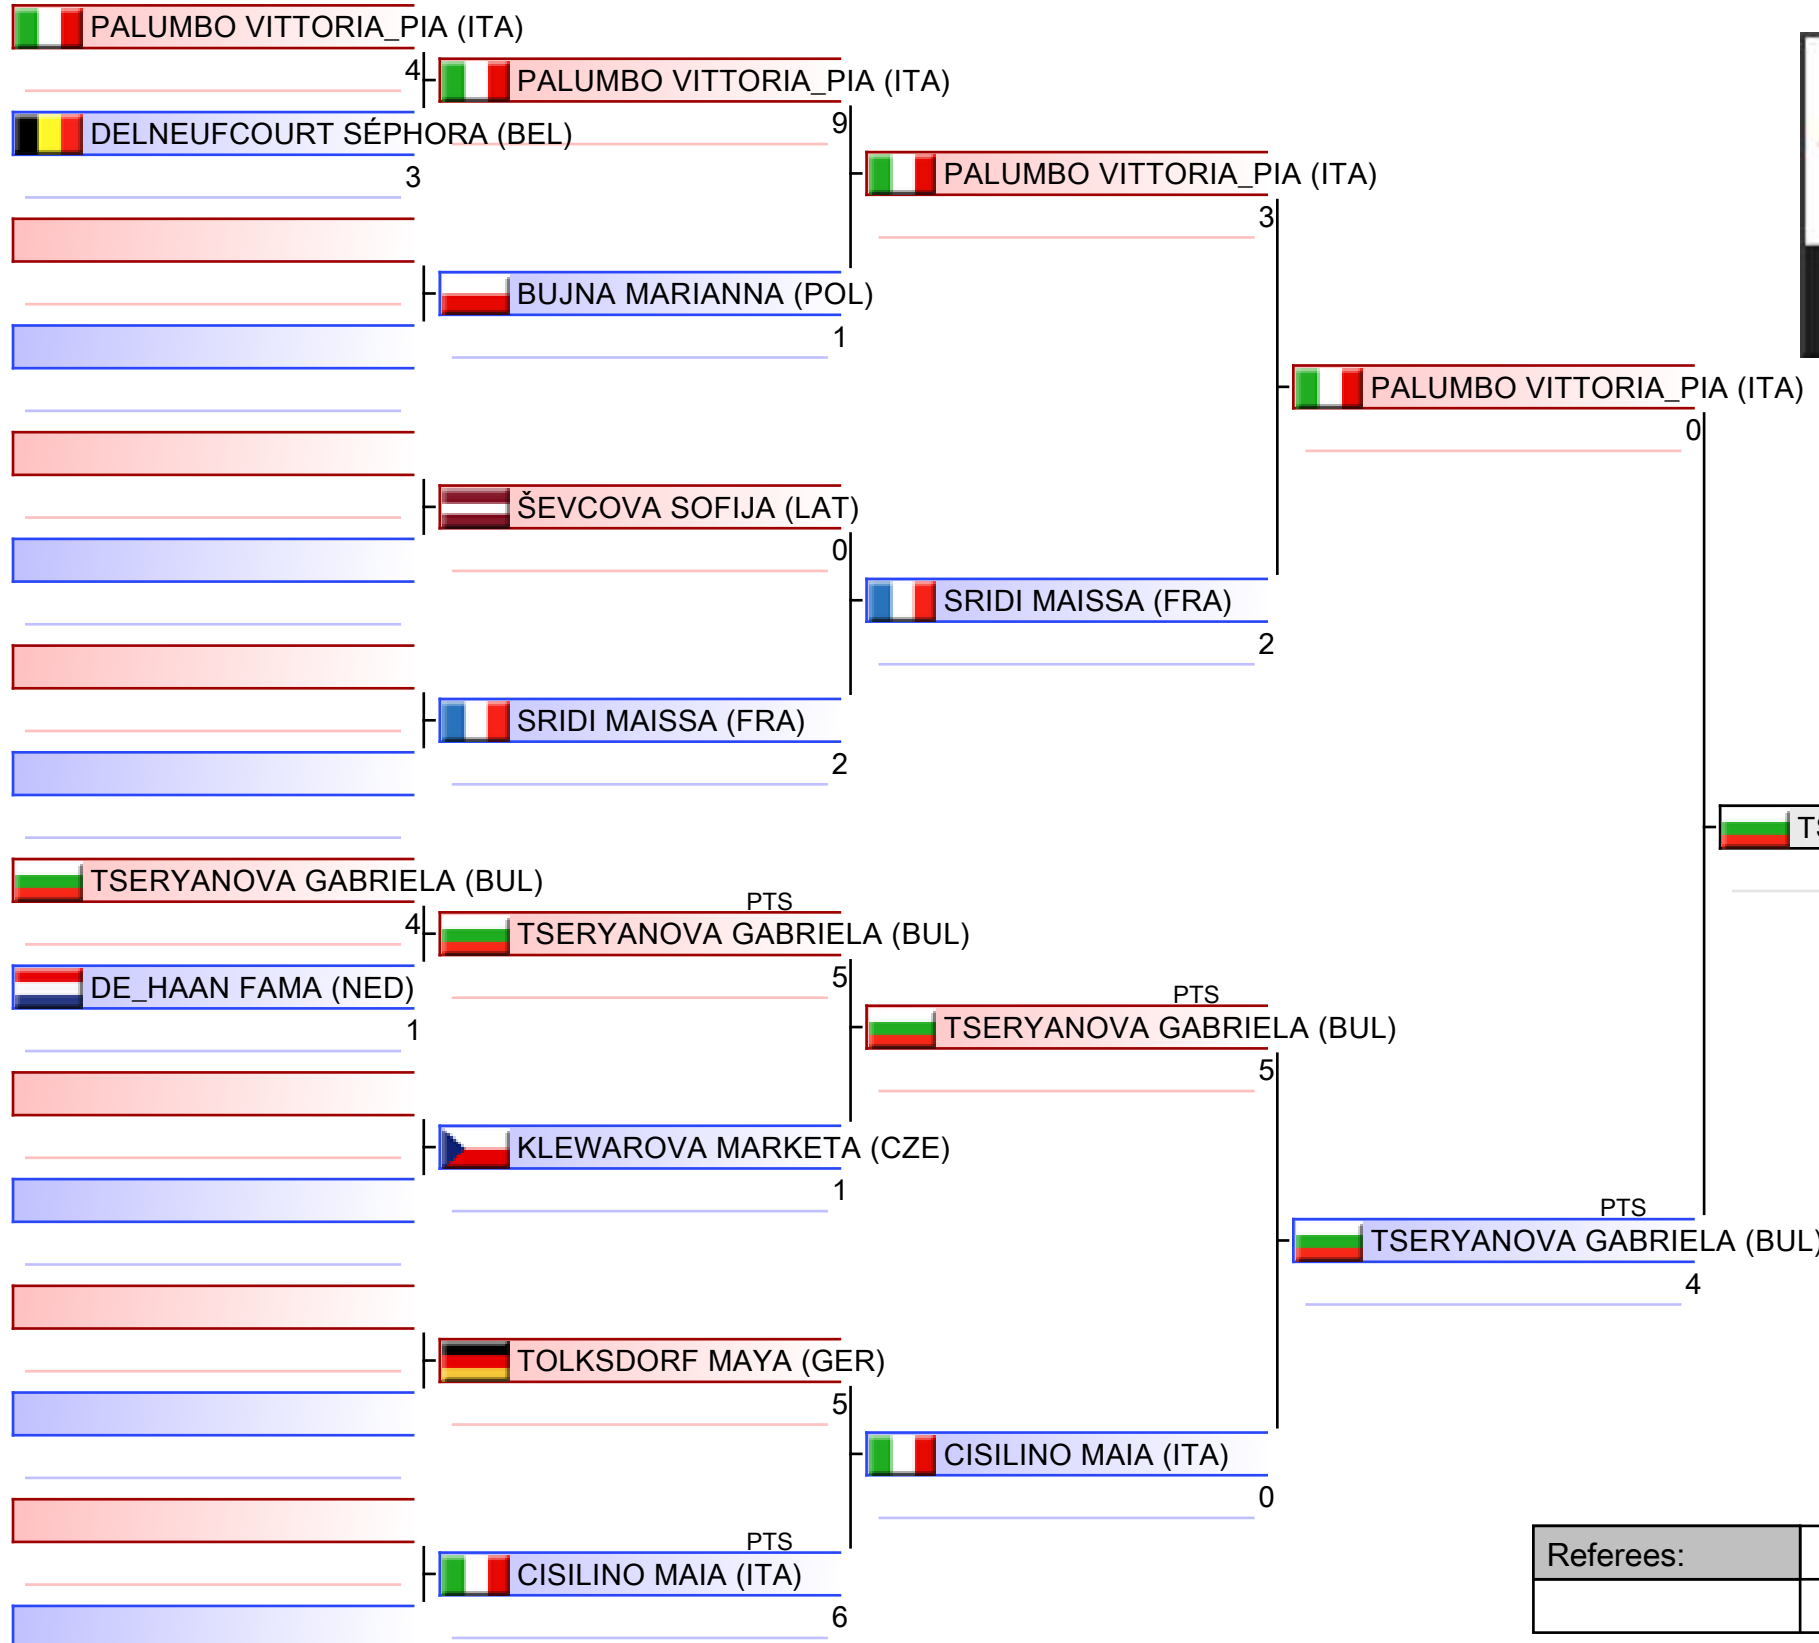 PALUMBO VITTORIA_PIA (ITA)
4
DELNEUFCOURT SÉPHORA (BEL)
3
TSERYANOVA GABRIELA (BUL)
4
DE_HAAN FAMA (NED)
1
PALUMBO VITTORIA_PIA (ITA)
9
BUJNA MARIANNA (POL)
1
ŠEVCOVA SOFIJA (LAT)
0
SRIDI MAISSA (FRA)
2
PTS
TSERYANOVA GABRIELA (BUL)
5
KLEWAROVA MARKETA (CZE)
1
TOLKSDORF MAYA (GER)
5
PTS
CISILINO MAIA (ITA)
6
PALUMBO VITTORIA_PIA (ITA)
3
SRIDI MAISSA (FRA)
2
PTS
TSERYANOVA GABRIELA (BUL)
5
CISILINO MAIA (ITA)
0
PALUMBO VITTORIA_PIA (ITA)
0
PTS
TSERYANOVA GABRIELA (BUL)
4
Referees: